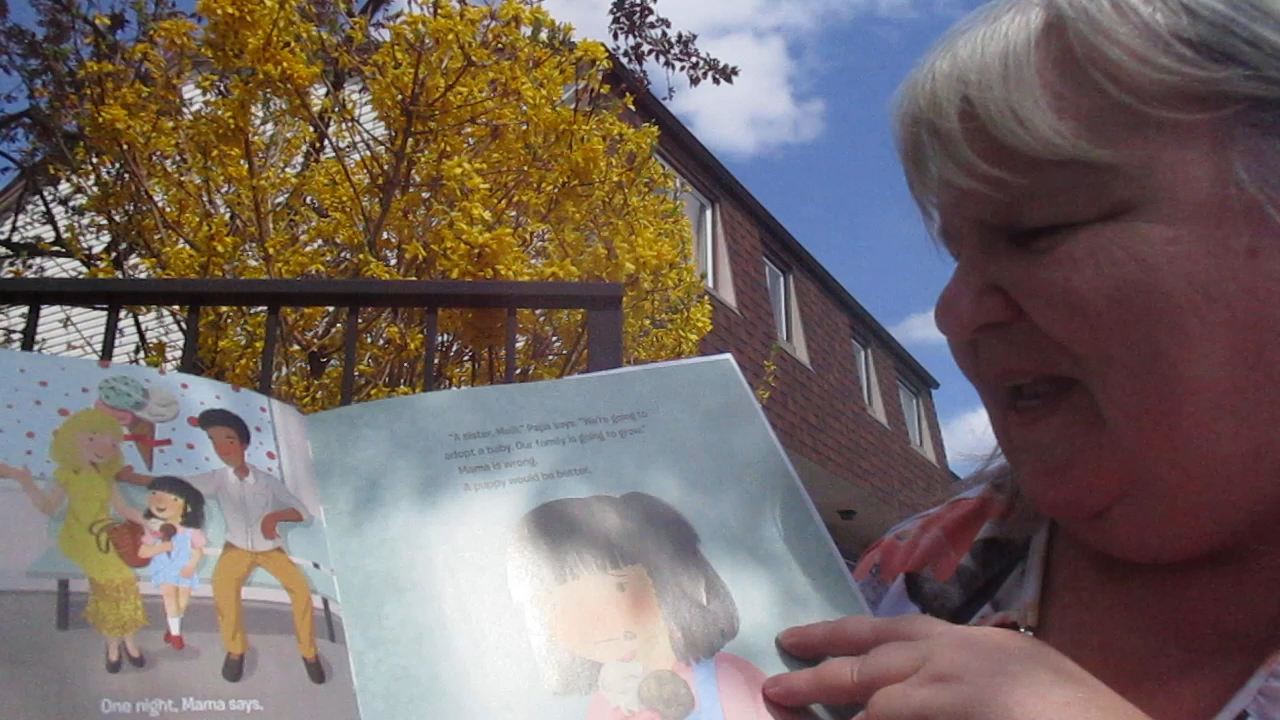 One night, Mama says,
"A sister, Malii," Papa says. "We're going to
adopt a baby. Our family is going to grow."
Mama is wrong.
A puppy would be better.